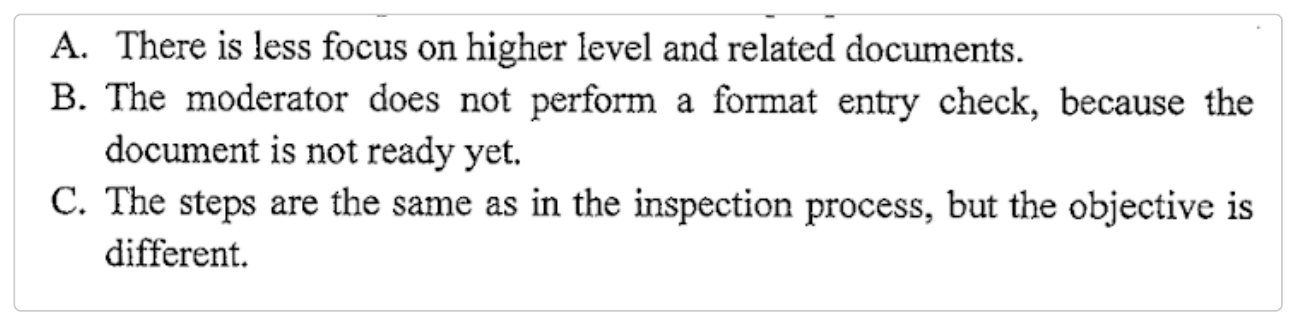 A. There is less focus on higher level and related documents.
B. The moderator does not perform a format entry check, because the
document is not ready yet.
C. The steps are the same as in the inspection process, but the objective is
different.